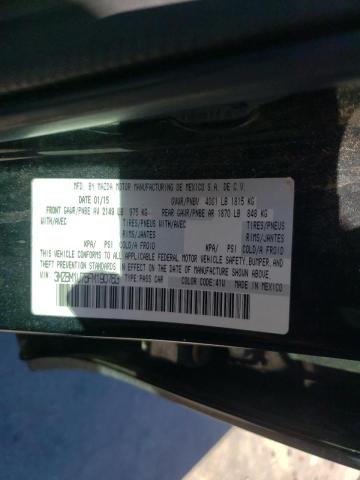 MFD. BY MAZDA MOTOR MANUFACTURING DE MEXICO S.A. DE C.V.
DATE 01/15 GVWR/PNBV 4001 LB 1815 KG
FRONT GAWR/PNBE AV 2149 LB 975 KG REAR GAWR/PNBE AR 1870 LB 848 KG
WITH/AVEC TIRES/PNEUS WITH/AVEC TIRES/PNEUS
RIMS/JANTES RIMS/JANTES
KPA/ PSI COLD/A FROID KPA/ PSI COLD/A FROID
THIS VEHICLE CONFORMS TO ALL APPLICABLE FEDERAL MOTOR VEHICLE SAFETY, BUMPER, AND
THEFT PREVENTION STANDARDS IN EFFECT ON THE DATE OF MANUFACTURE SHOWN ABOVE.
VIN: TYPE: PASS CAR COLOR CODE: 41U MADE IN MEXICO